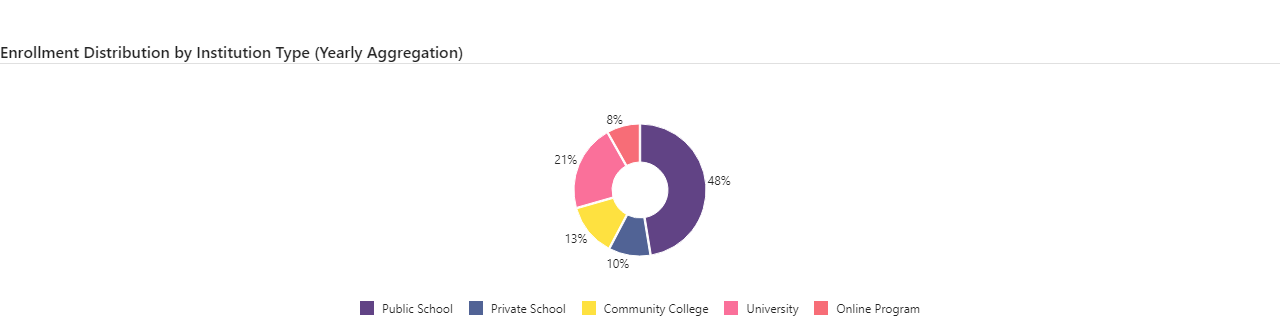 Enrollment Distribution by Institution Type (Yearly Aggregation)
8%
21%
48%
13%
10%
Public School Private School Community College University Online Program